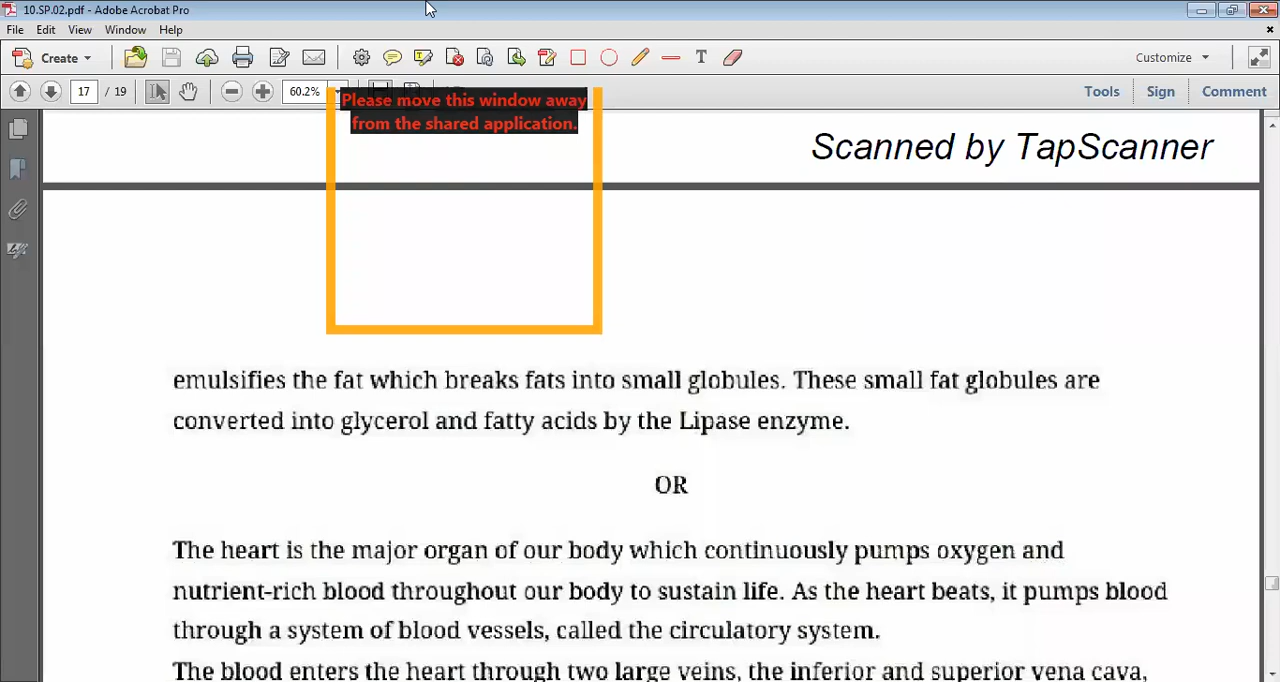 10.SP.02.pdf - Adobe Acrobat Pro
File Edit View Window Help
Create Customize
17 / 19 60.2% Tools Sign Comment
Please move this window away
from the shared application.
Scanned by TapScanner
emulsifies the fat which breaks fats into small globules. These small fat globules are
converted into glycerol and fatty acids by the Lipase enzyme.
OR
The heart is the major organ of our body which continuously pumps oxygen and
nutrient-rich blood throughout our body to sustain life. As the heart beats, it pumps blood
through a system of blood vessels, called the circulatory system.
The blood enters the heart through two large veins, the inferior and superior vena cava,